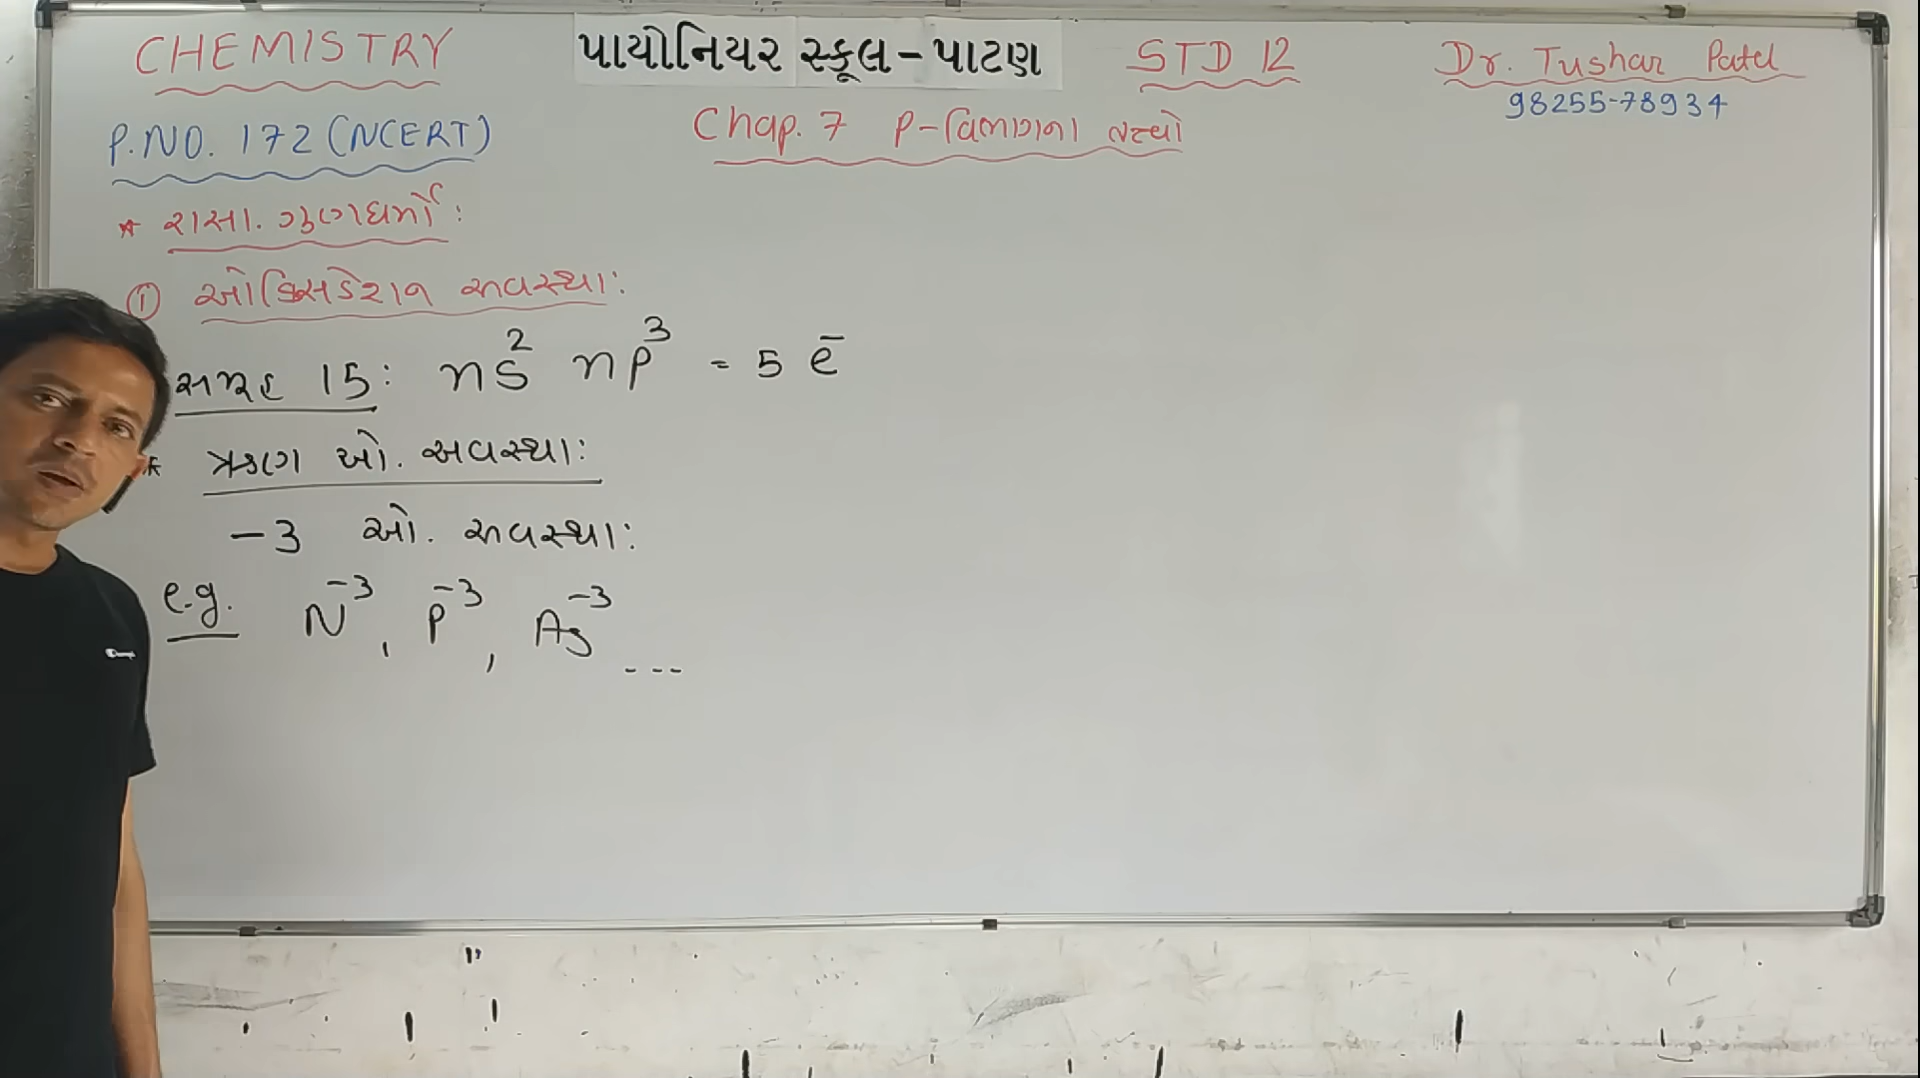 CHEMISTRY પાયોનિયર સ્કૂલ - પાટણ STD 12 Dr. Tushar Patel
98255-78934
P.NO. 172 (NCERT) Chap. 7 P-વિભાગના તત્વો
* રાસા. ગુણધર્મો:
① ઓક્સિડેશન અવસ્થા:
સમૂહ 15: ns² np³ = 5 e⁻
* ઋણ ઓ. અવસ્થા:
-3 ઓ. અવસ્થા:
e.g. N⁻³, P⁻³, As⁻³ ---